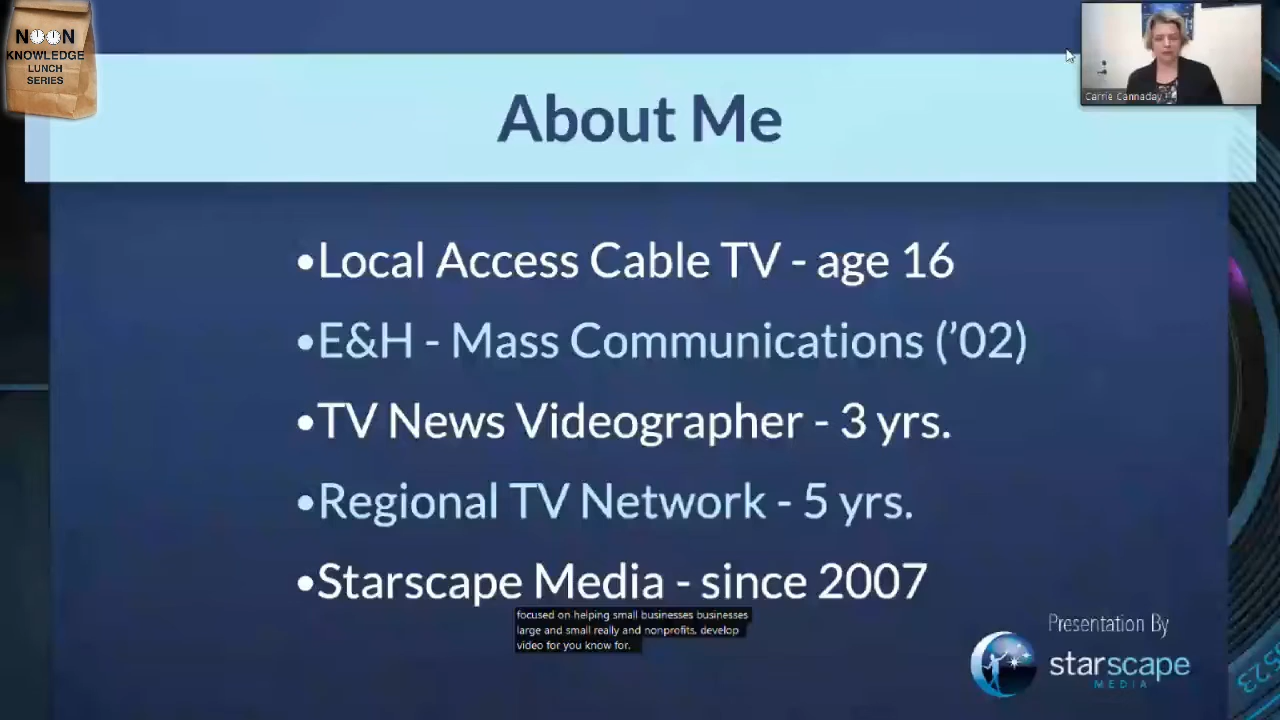 NOON
KNOWLEDGE
LUNCH
SERIES
Carrie Cannaday
About Me
•Local Access Cable TV - age 16
•E&H - Mass Communications (’02)
•TV News Videographer - 3 yrs.
•Regional TV Network - 5 yrs.
•Starscape Media - since 2007
focused on helping small businesses businesses
large and small really and nonprofits, develop
video for you know for.
Presentation By
starscape
MEDIA